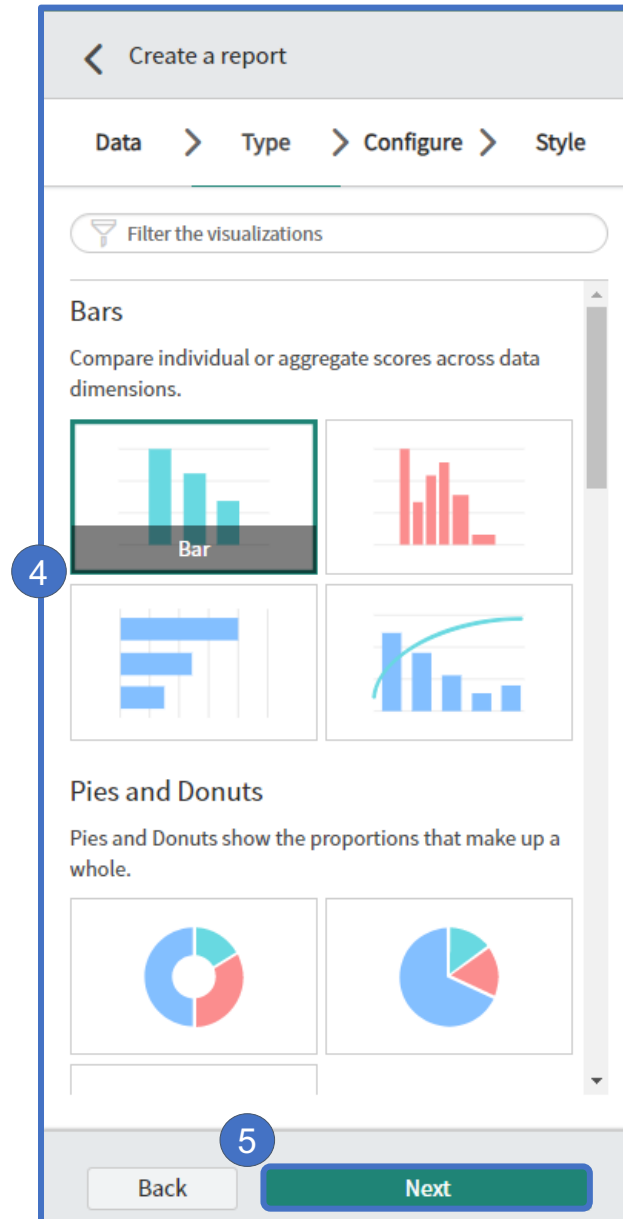 Create a report
Data Type Configure Style
Filter the visualizations
Bars
Compare individual or aggregate scores across data
dimensions.
Bar
4
Pies and Donuts
Pies and Donuts show the proportions that make up a
whole.
5
Back Next